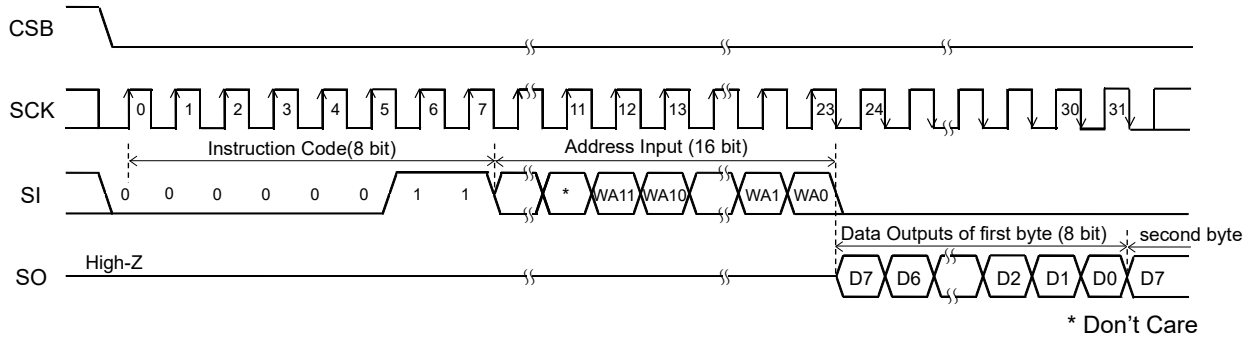 CSB
SCK 0 1 2 3 4 5 6 7 11 12 13 23 24 30 31
Instruction Code(8 bit) Address Input (16 bit)
SI 0 0 0 0 0 0 1 1 * WA11 WA10 WA1 WA0
Data Outputs of first byte (8 bit) second byte
High-Z
SO D7 D6 D2 D1 D0 D7
* Don't Care